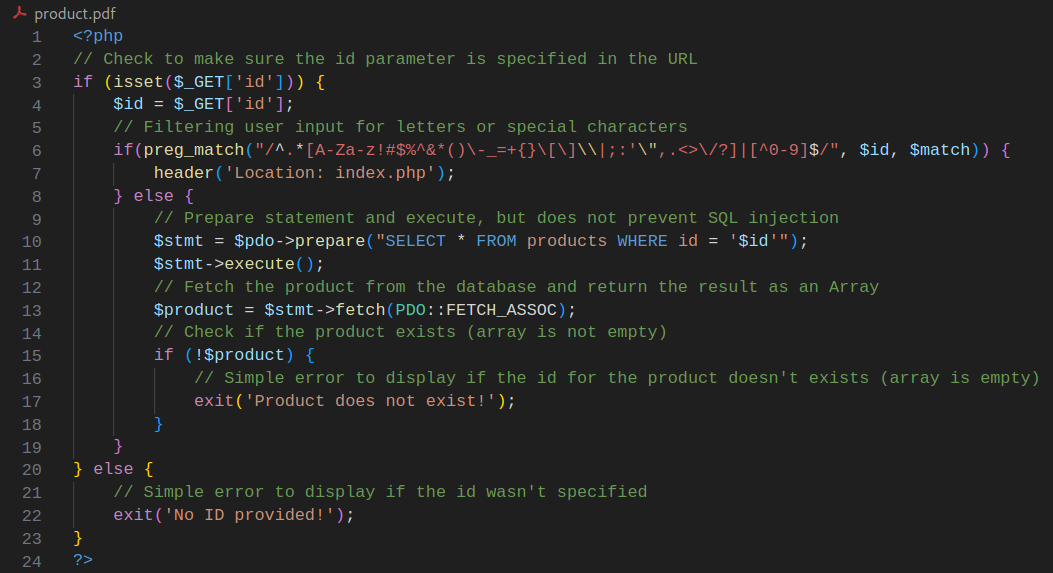 product.pdf
1 <?php
2 // Check to make sure the id parameter is specified in the URL
3 if (isset($_GET['id'])) {
4     $id = $_GET['id'];
5     // Filtering user input for letters or special characters
6     if(preg_match("/^.*[A-Za-z!#$%^&*()\-_=+{}\[\]\\|;:'\",.<>\/?]|[^0-9]$/", $id, $match)) {
7         header('Location: index.php');
8     } else {
9         // Prepare statement and execute, but does not prevent SQL injection
10         $stmt = $pdo->prepare("SELECT * FROM products WHERE id = '$id'");
11         $stmt->execute();
12         // Fetch the product from the database and return the result as an Array
13         $product = $stmt->fetch(PDO::FETCH_ASSOC);
14         // Check if the product exists (array is not empty)
15         if (!$product) {
16             // Simple error to display if the id for the product doesn't exists (array is empty)
17             exit('Product does not exist!');
18         }
19     }
20 } else {
21     // Simple error to display if the id wasn't specified
22     exit('No ID provided!');
23 }
24 ?>